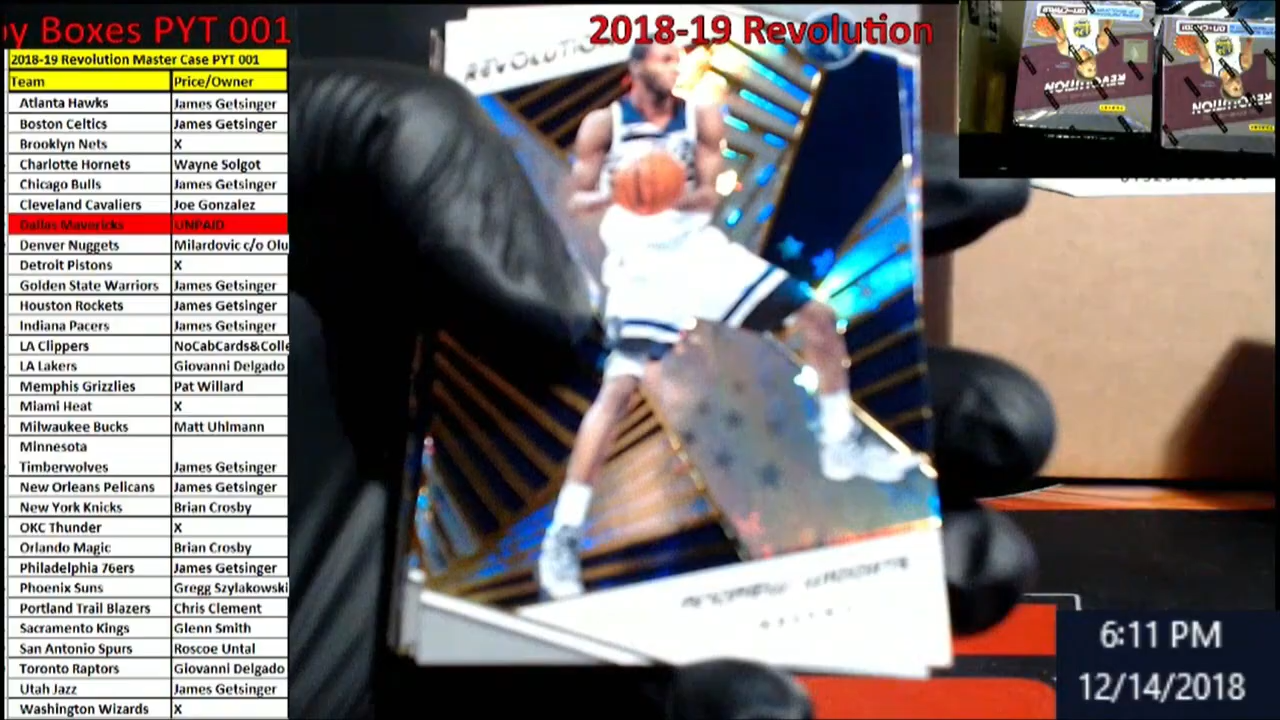 y Boxes PYT 001
2018-19 Revolution
2018-19 Revolution Master Case PYT 001
Team Price/Owner
Atlanta Hawks James Getsinger
Boston Celtics James Getsinger
Brooklyn Nets X
Charlotte Hornets Wayne Solgot
Chicago Bulls James Getsinger
Cleveland Cavaliers Joe Gonzalez
Dallas Mavericks UNPAID
Denver Nuggets Milardovic c/o Olu
Detroit Pistons X
Golden State Warriors James Getsinger
Houston Rockets James Getsinger
Indiana Pacers James Getsinger
LA Clippers NoCabCards&Colle
LA Lakers Giovanni Delgado
Memphis Grizzlies Pat Willard
Miami Heat X
Milwaukee Bucks Matt Uhlmann
Minnesota
Timberwolves James Getsinger
New Orleans Pelicans James Getsinger
New York Knicks Brian Crosby
OKC Thunder X
Orlando Magic Brian Crosby
Philadelphia 76ers James Getsinger
Phoenix Suns Gregg Szylakowski
Portland Trail Blazers Chris Clement
Sacramento Kings Glenn Smith
San Antonio Spurs Roscoe Untal
Toronto Raptors Giovanni Delgado
Utah Jazz James Getsinger
Washington Wizards X
REVOLUTION
REVOLUTION
REVOLUTION
6:11 PM
12/14/2018